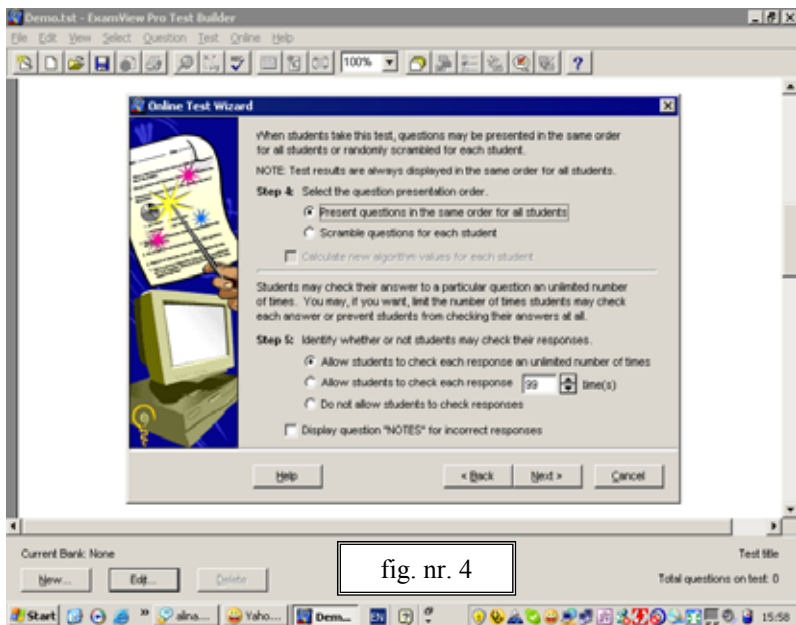 Demo.tst - ExamView Pro Test Builder
File Edit View Select Question Test Online Help
100%
Online Test Wizard
When students take this test, questions may be presented in the same order
for all students or randomly scrambled for each student.
NOTE: Test results are always displayed in the same order for all students.
Step 4: Select the question presentation order.
Present questions in the same order for all students
Scramble questions for each student
Calculate new algorithm values for each student
Students may check their answer to a particular question an unlimited number
of times. You may, if you want, limit the number of times students may check
each answer or prevent students from checking their answers at all.
Step 5: Identify whether or not students may check their responses.
Allow students to check each response an unlimited number of times
Allow students to check each response 99 time(s)
Do not allow students to check responses
Display question "NOTES" for incorrect responses
Help < Back Next > Cancel
Current Bank: None
Test title
fig. nr. 4
New... Edit... Delete
Total questions on test: 0
Start » alina... Yaho... Dem... EN 15:58